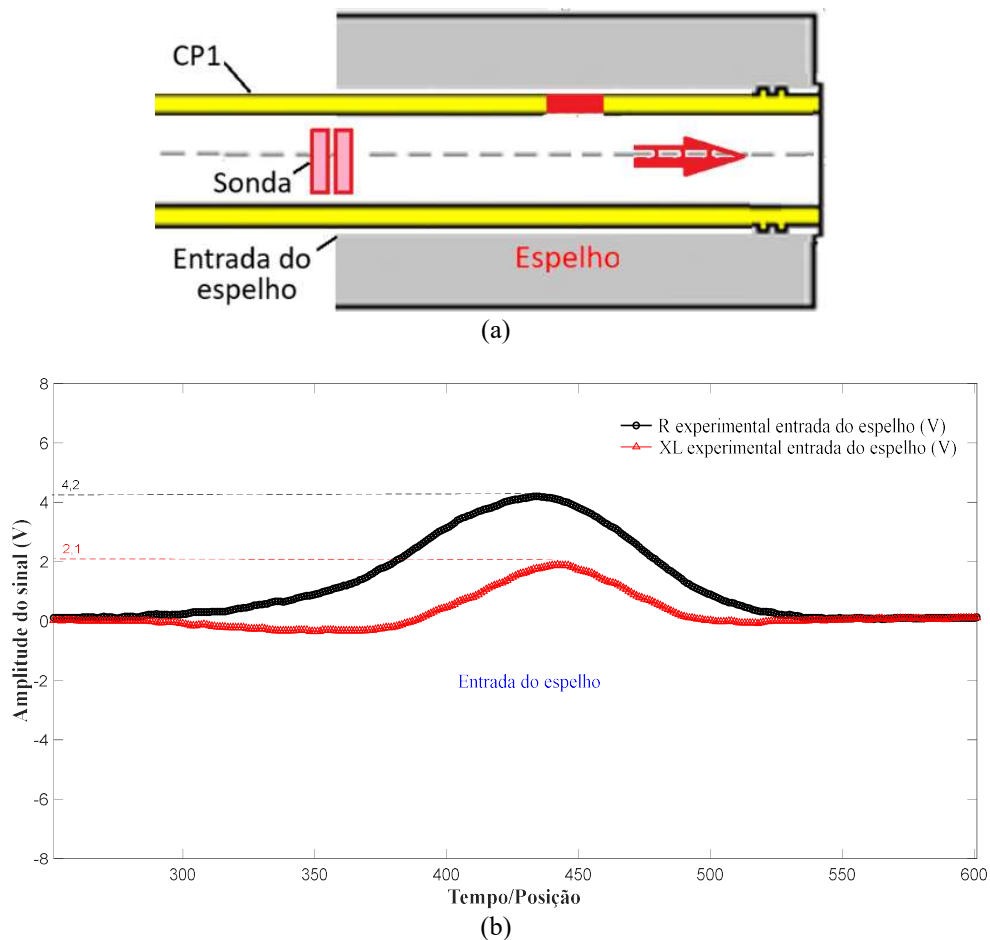 CP1
Sonda
Entrada do
espelho
Espelho
(a)
8
6
4
2
0
-2
-4
-6
-8
4,2
2,1
R experimental entrada do espelho (V)
XL experimental entrada do espelho (V)
Entrada do espelho
Amplitude do sinal (V)
300
350
400
450
500
550
600
Tempo/Posição
(b)